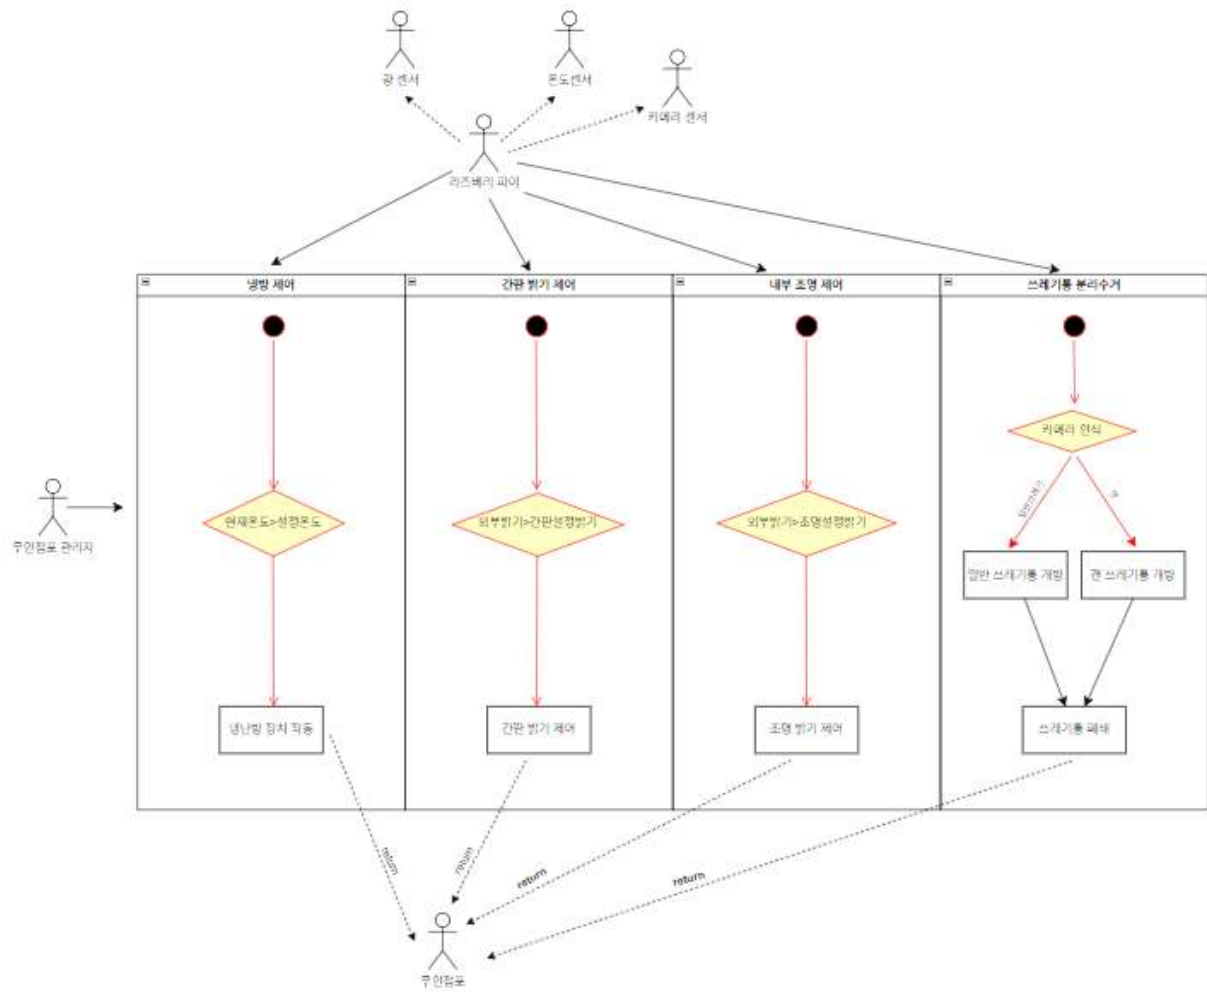 광 센서
온도센서
카메라 센서
라즈베리 파이
냉방 제어
간판 밝기 제어
내부 조명 제어
쓰레기통 분리수거
카메라 인식
일반쓰레기
캔
현재온도>설정온도
외부밝기>간판설정밝기
외부밝기>조명설정밝기
무인점포 관리자
일반 쓰레기통 개방
캔 쓰레기통 개방
냉난방 장치 작동
간판 밝기 제어
조명 밝기 제어
쓰레기통 폐쇄
return
return
return
return
무인점포